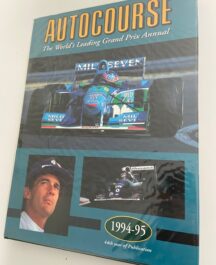 AUTOCOURSE
The World's Leading Grand Prix Annual
MILD SEVEN
1994-95
44th year of Publication